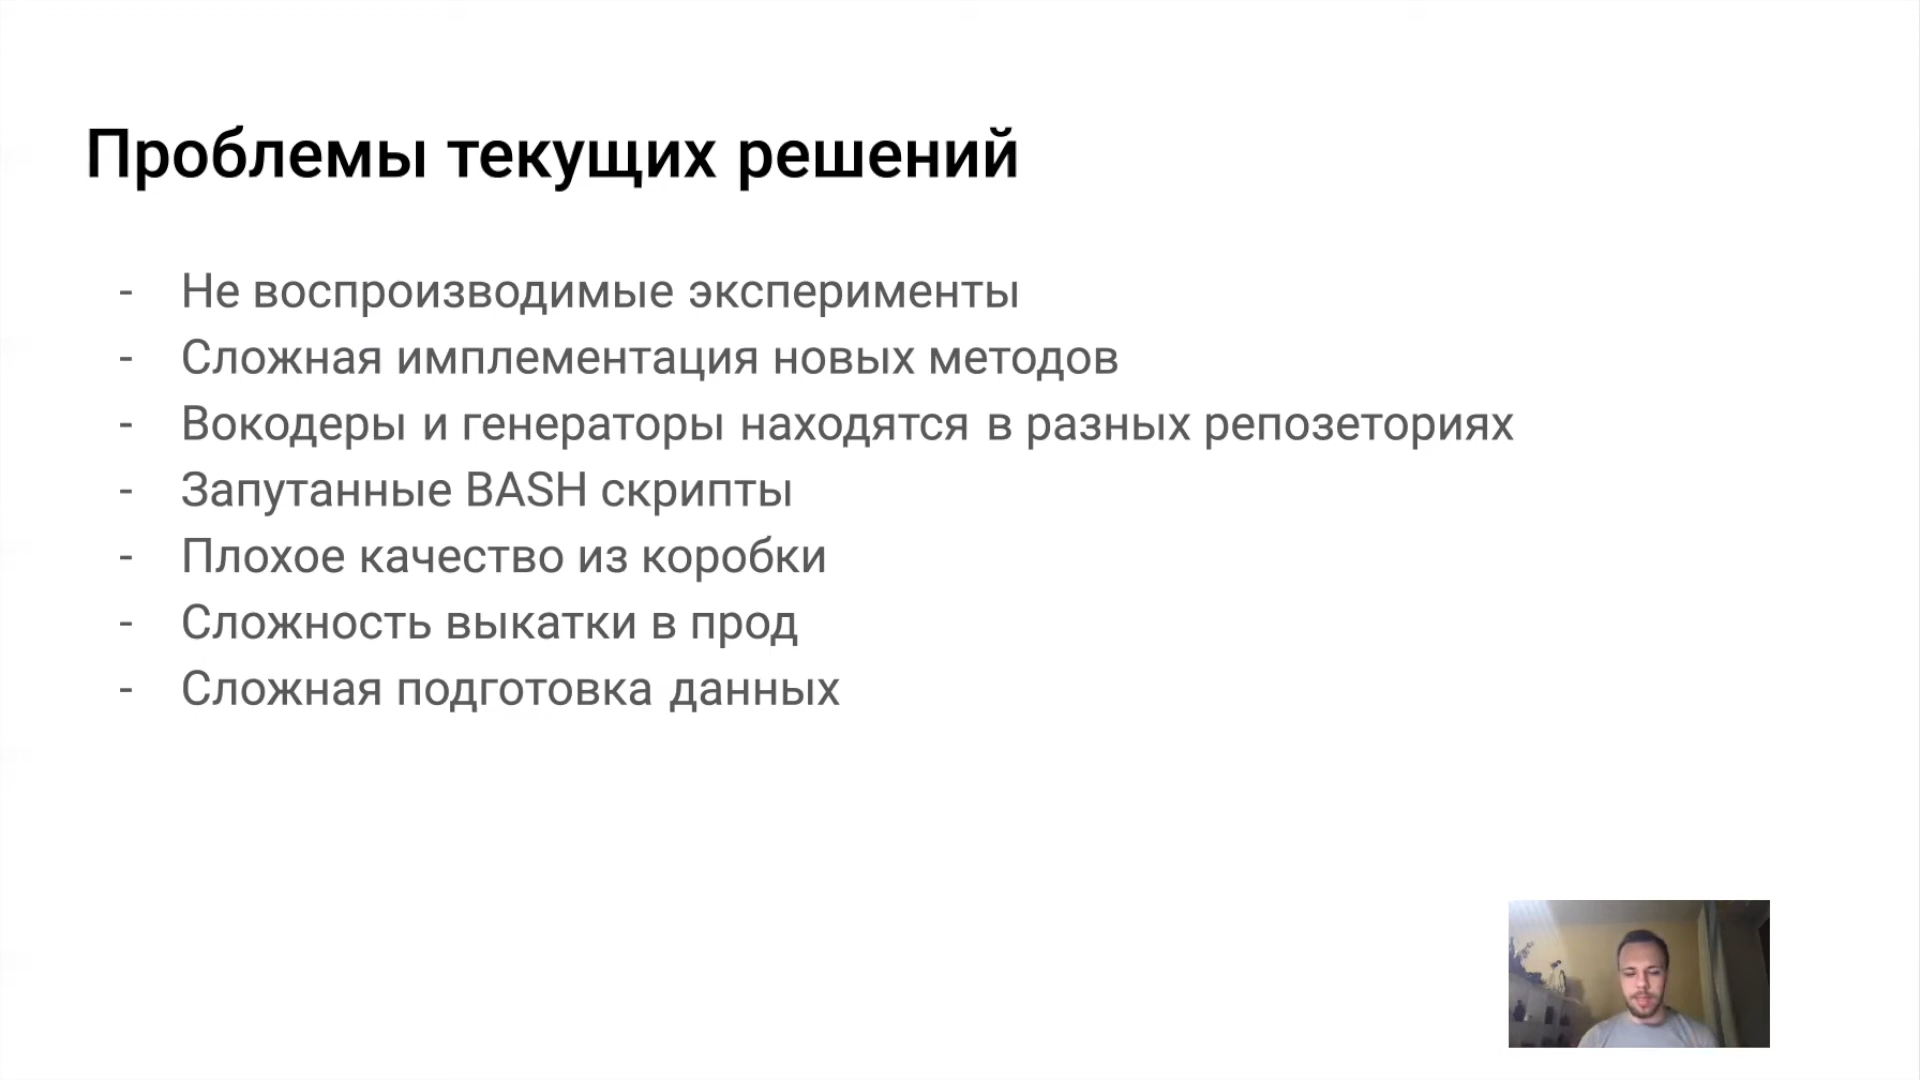 Проблемы текущих решений
- Не воспроизводимые эксперименты
- Сложная имплементация новых методов
- Вокодеры и генераторы находятся в разных репозеториях
- Запутанные BASH скрипты
- Плохое качество из коробки
- Сложность выкатки в прод
- Сложная подготовка данных